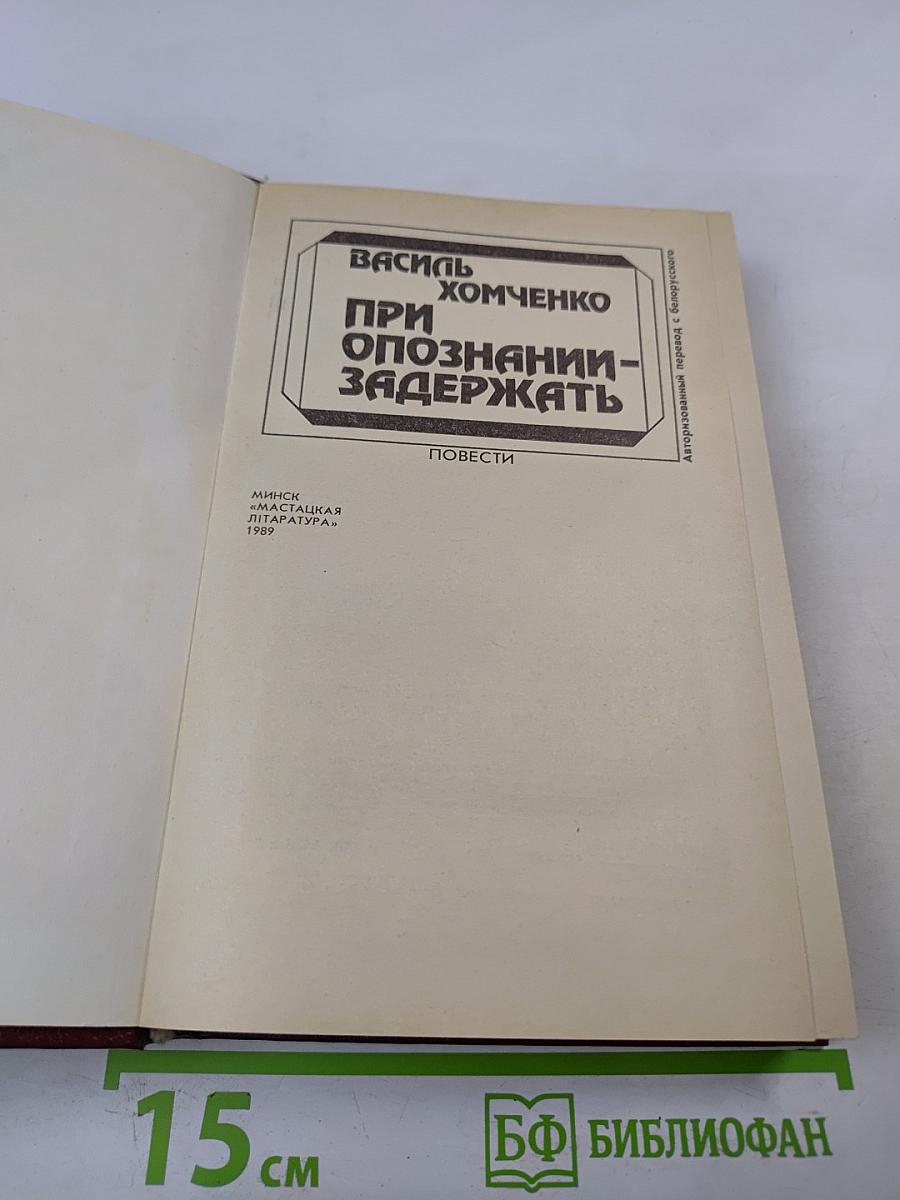 ВАСИЛЬ
ХОМЧЕНКО
ПРИ
ОПОЗНАНИИ-
ЗАДЕРЖАТЬ
Авторизованный перевод с белорусского
ПОВЕСТИ
МИНСК
«МАСТАЦКАЯ
ЛІТАРАТУРА»
1989
15 см
БФ БИБЛИОФАН